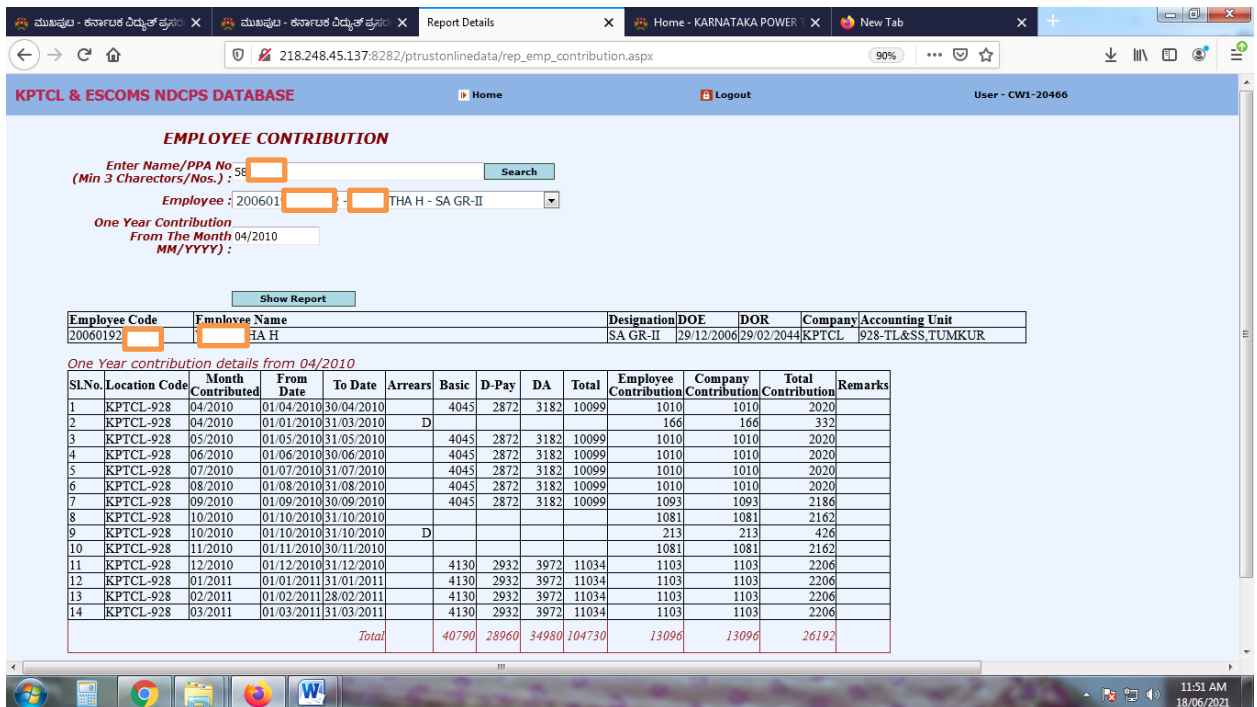 ಮುಖಪುಟ - ಕರ್ನಾಟಕ ವಿದ್ಯುತ್ ಪ್ರಸರ
ಮುಖಪುಟ - ಕರ್ನಾಟಕ ವಿದ್ಯುತ್ ಪ್ರಸರ
Report Details
Home - KARNATAKA POWER T
New Tab
218.248.45.137:8282/ptrustonlinedata/rep_emp_contribution.aspx
90%
KPTCL & ESCOMS NDCPS DATABASE Home Logout User - CW1-20466
EMPLOYEE CONTRIBUTION
Enter Name/PPA No
(Min 3 Charectors/Nos.) : 58 Search
Employee : 200601 - THA H - SA GR-II
One Year Contribution
From The Month 04/2010
MM/YYYY) :
Show Report
Employee Code Employee Name Designation DOE DOR Company Accounting Unit
20060192 HA H SA GR-II 29/12/2006 29/02/2044 KPTCL 928-TL&SS,TUMKUR
One Year contribution details from 04/2010
Sl.No. Location Code Month Contributed From Date To Date Arrears Basic D-Pay DA Total Employee Contribution Company Contribution Total Contribution Remarks
1 KPTCL-928 04/2010 01/04/2010 30/04/2010 4045 2872 3182 10099 1010 1010 2020
2 KPTCL-928 04/2010 01/01/2010 31/03/2010 D 166 166 332
3 KPTCL-928 05/2010 01/05/2010 31/05/2010 4045 2872 3182 10099 1010 1010 2020
4 KPTCL-928 06/2010 01/06/2010 30/06/2010 4045 2872 3182 10099 1010 1010 2020
5 KPTCL-928 07/2010 01/07/2010 31/07/2010 4045 2872 3182 10099 1010 1010 2020
6 KPTCL-928 08/2010 01/08/2010 31/08/2010 4045 2872 3182 10099 1010 1010 2020
7 KPTCL-928 09/2010 01/09/2010 30/09/2010 4045 2872 3182 10099 1093 1093 2186
8 KPTCL-928 10/2010 01/10/2010 31/10/2010 1081 1081 2162
9 KPTCL-928 10/2010 01/10/2010 31/10/2010 D 213 213 426
10 KPTCL-928 11/2010 01/11/2010 30/11/2010 1081 1081 2162
11 KPTCL-928 12/2010 01/12/2010 31/12/2010 4130 2932 3972 11034 1103 1103 2206
12 KPTCL-928 01/2011 01/01/2011 31/01/2011 4130 2932 3972 11034 1103 1103 2206
13 KPTCL-928 02/2011 01/02/2011 28/02/2011 4130 2932 3972 11034 1103 1103 2206
14 KPTCL-928 03/2011 01/03/2011 31/03/2011 4130 2932 3972 11034 1103 1103 2206
Total 40790 28960 34980 104730 13096 13096 26192
11:51 AM
18/06/2021